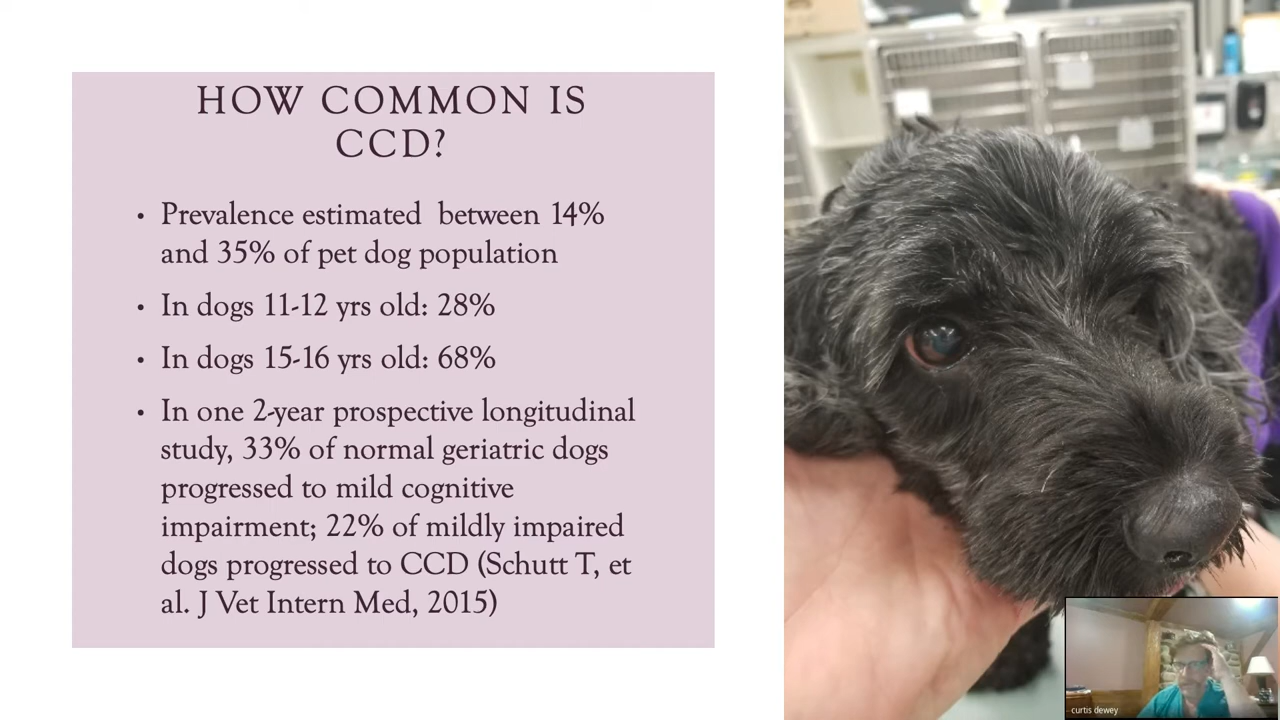 HOW COMMON IS
CCD?
• Prevalence estimated  between 14%
and 35% of pet dog population
• In dogs 11-12 yrs old: 28%
• In dogs 15-16 yrs old: 68%
• In one 2-year prospective longitudinal
study, 33% of normal geriatric dogs
progressed to mild cognitive
impairment; 22% of mildly impaired
dogs progressed to CCD (Schutt T, et
al. J Vet Intern Med, 2015)
curtis dewey